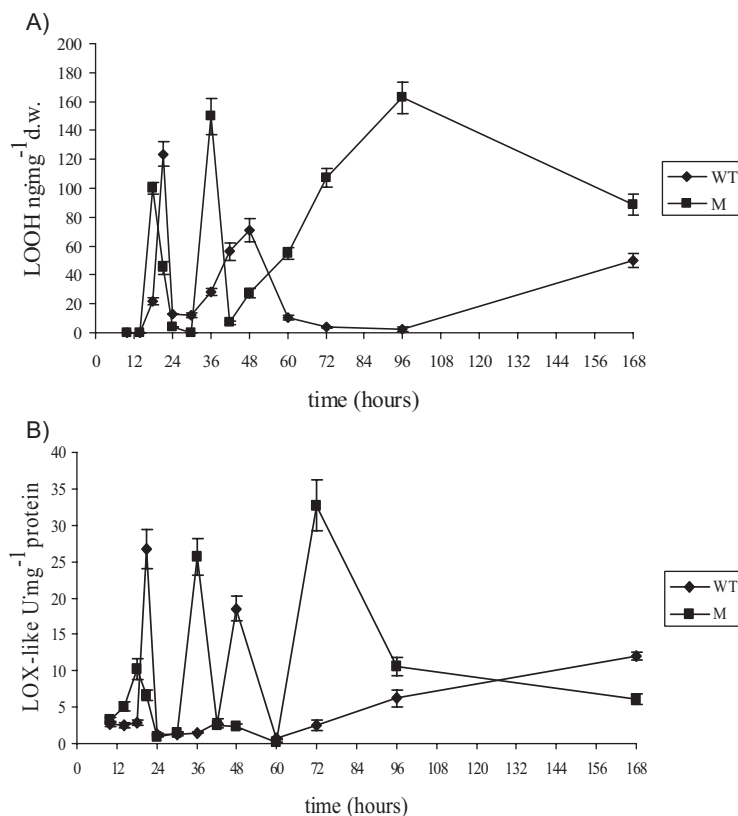 A)
LOOH ng·mg⁻¹ d.w.
200
180
160
140
120
100
80
60
40
20
0
0 12 24 36 48 60 72 84 96 108 120 132 144 156 168
time (hours)
WT
M
B)
LOX-like U·mg⁻¹ protein
40
35
30
25
20
15
10
5
0
0 12 24 36 48 60 72 84 96 108 120 132 144 156 168
time (hours)
WT
M